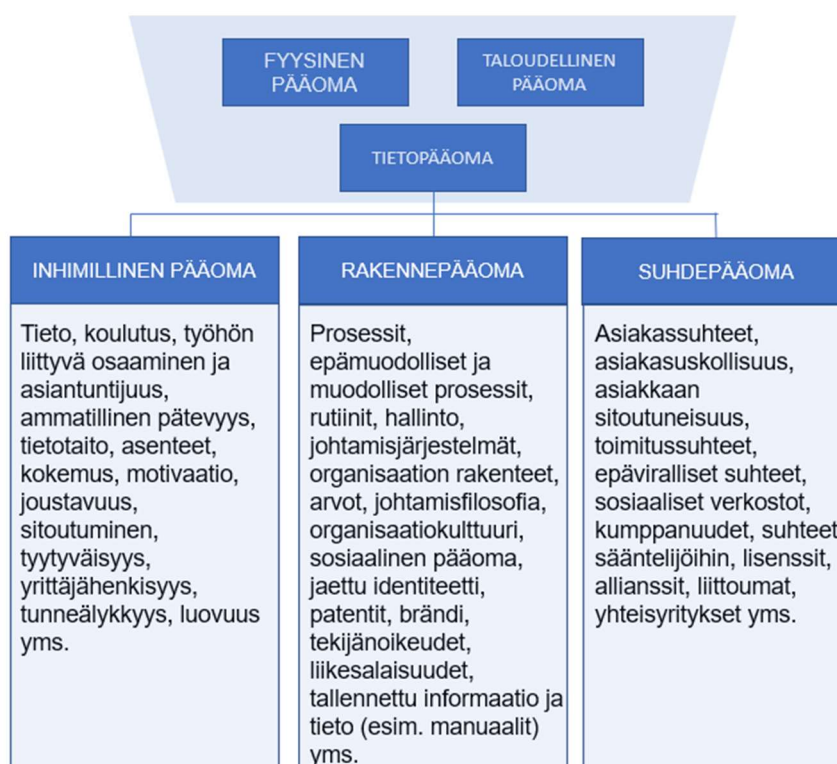 FYYSINEN
PÄÄOMA
TALOUDELLINEN
PÄÄOMA
TIETOPÄÄOMA
INHIMILLINEN PÄÄOMA
Tieto, koulutus, työhön
liittyvä osaaminen ja
asiantuntijuus,
ammatillinen pätevyys,
tietotaito, asenteet,
kokemus, motivaatio,
joustavuus,
sitoutuminen,
tyytyväisyys,
yrittäjähenkisyys,
tunneälykkyys, luovuus
yms.
RAKENNEPÄÄOMA
Prosessit,
epämuodolliset ja
muodolliset prosessit,
rutiinit, hallinto,
johtamisjärjestelmät,
organisaation rakenteet,
arvot, johtamisfilosofia,
organisaatiokulttuuri,
sosiaalinen pääoma,
jaettu identiteetti,
patentit, brändi,
tekijänoikeudet,
liikesalaisuudet,
tallennettu informaatio ja
tieto (esim. manuaalit)
yms.
SUHDEPÄÄOMA
Asiakassuhteet,
asiakasuskollisuus,
asiakkaan
sitoutuneisuus,
toimitussuhteet,
epäviralliset suhteet,
sosiaaliset verkostot,
kumppanuudet, suhteet
sääntelijöihin, lisenssit,
allianssit, liittoumat,
yhteisyritykset yms.